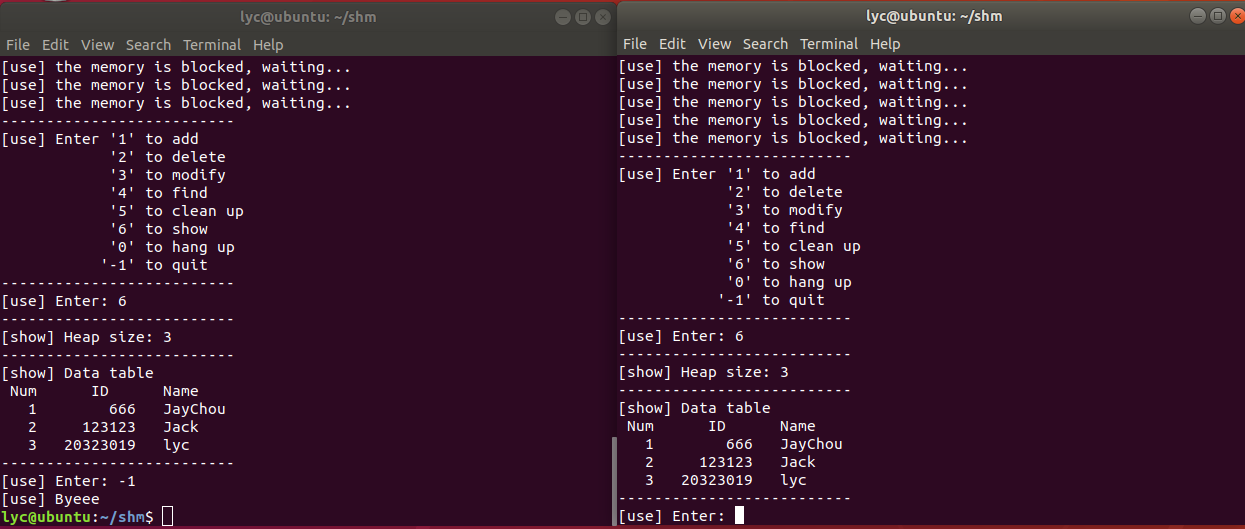 lyc@ubuntu: ~/shm
File Edit View Search Terminal Help
[use] the memory is blocked, waiting...
[use] the memory is blocked, waiting...
[use] the memory is blocked, waiting...
--------------------------
[use] Enter '1' to add
            '2' to delete
            '3' to modify
            '4' to find
            '5' to clean up
            '6' to show
            '0' to hang up
           '-1' to quit
--------------------------
[use] Enter: 6
--------------------------
[show] Heap size: 3
--------------------------
[show] Data table
 Num      ID      Name
   1        666   JayChou
   2     123123   Jack
   3   20323019   lyc
--------------------------
[use] Enter: -1
[use] Byeee
lyc@ubuntu:~/shm$
lyc@ubuntu: ~/shm
File Edit View Search Terminal Help
[use] the memory is blocked, waiting...
[use] the memory is blocked, waiting...
[use] the memory is blocked, waiting...
[use] the memory is blocked, waiting...
[use] the memory is blocked, waiting...
--------------------------
[use] Enter '1' to add
            '2' to delete
            '3' to modify
            '4' to find
            '5' to clean up
            '6' to show
            '0' to hang up
           '-1' to quit
--------------------------
[use] Enter: 6
--------------------------
[show] Heap size: 3
--------------------------
[show] Data table
 Num      ID      Name
   1        666   JayChou
   2     123123   Jack
   3   20323019   lyc
--------------------------
[use] Enter: